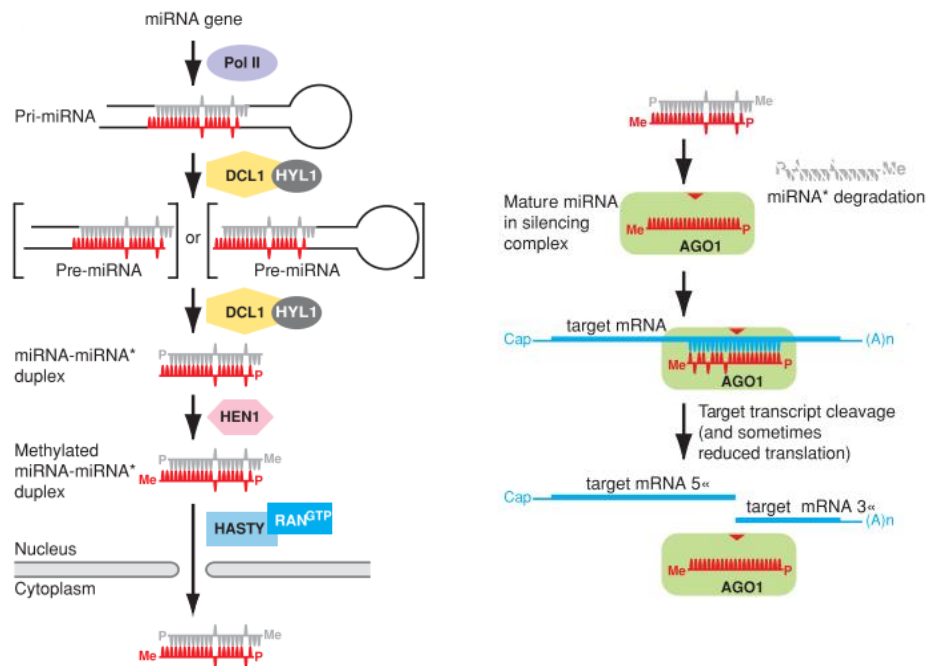 miRNA gene
Pol II
Pri-miRNA
DCL1 HYL1
Pre-miRNA
or
Pre-miRNA
DCL1 HYL1
miRNA-miRNA*
duplex
P
P
HEN1
Methylated
miRNA-miRNA*
duplex
P Me
Me P
HASTY RAN GTP
Nucleus
Cytoplasm
P Me
Me P
P Me
Me P
P Me
miRNA* degradation
Mature miRNA
in silencing
complex
Me P
AGO1
target mRNA
Cap (A)n
Me P
AGO1
Target transcript cleavage
(and sometimes
reduced translation)
target mRNA 5«
Cap
target mRNA 3«
(A)n
Me P
AGO1